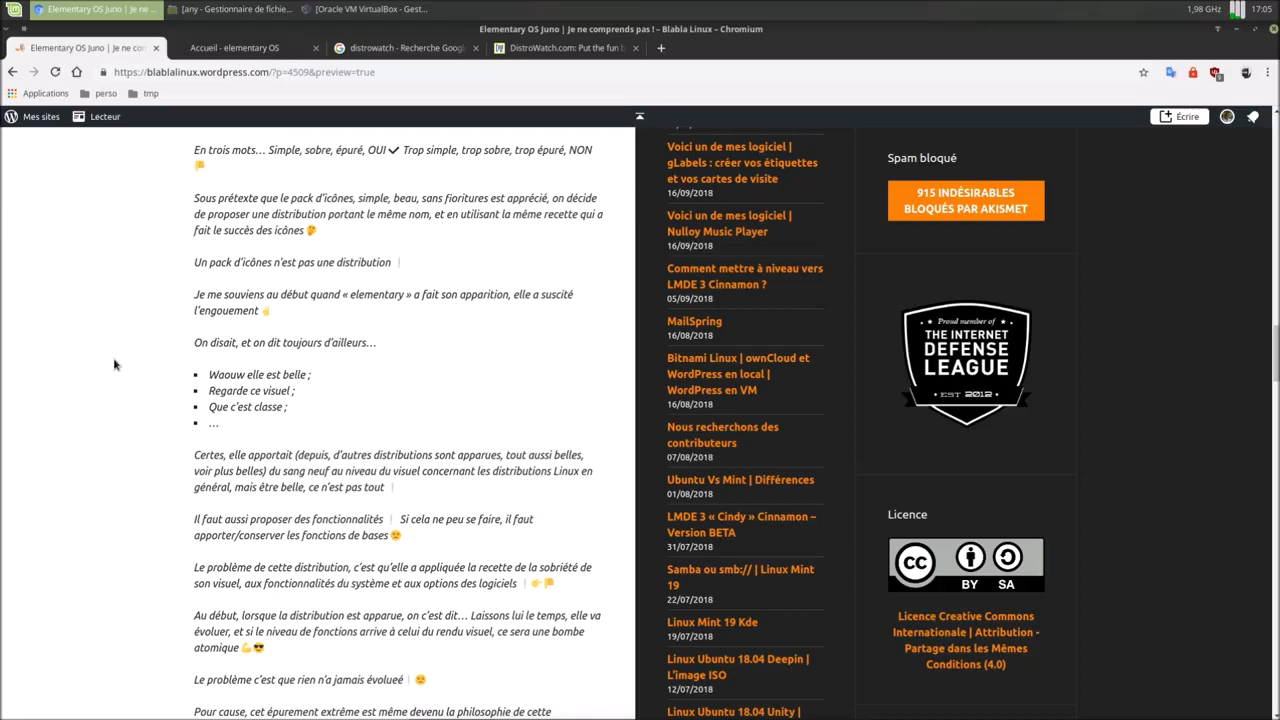 Elementary OS Juno | Je ne ...
[any - Gestionnaire de fichie...
[Oracle VM VirtualBox - Gest...
1,98 GHz
17:05
Elementary OS Juno | Je ne comprends pas ! – Blabla Linux – Chromium
Elementary OS Juno | Je ne com
Accueil - elementary OS
distrowatch - Recherche Googl
DistroWatch.com: Put the fun b
https://blablalinux.wordpress.com/?p=4509&preview=true
Applications
perso
tmp
Mes sites
Lecteur
Écrire
En trois mots… Simple, sobre, épuré, OUI ✔ Trop simple, trop sobre, trop épuré, NON
👎
Sous prétexte que le pack d'icônes, simple, beau, sans fioritures est apprécié, on décide
de proposer une distribution portant le même nom, et en utilisant la même recette qui a
fait le succès des icônes 🤔
Un pack d'icônes n'est pas une distribution ❕
Je me souviens au début quand « elementary » a fait son apparition, elle a suscité
l'engouement ☝
On disait, et on dit toujours d'ailleurs…
▪ Waouw elle est belle ;
▪ Regarde ce visuel ;
▪ Que c'est classe ;
▪ …
Certes, elle apportait (depuis, d'autres distributions sont apparues, tout aussi belles,
voir plus belles) du sang neuf au niveau du visuel concernant les distributions Linux en
général, mais être belle, ce n'est pas tout ❕
Il faut aussi proposer des fonctionnalités ❕ Si cela ne peu se faire, il faut
apporter/conserver les fonctions de bases
Le problème de cette distribution, c'est qu'elle a appliquée la recette de la sobriété de
son visuel, aux fonctionnalités du système et aux options des logiciels ❕👉👎
Au début, lorsque la distribution est apparue, on c'est dit… Laissons lui le temps, elle va
évoluer, et si le niveau de fonctions arrive à celui du rendu visuel, ce sera une bombe
atomique 💪😎
Le problème c'est que rien n'a jamais évolueé ❕
Pour cause, cet épurement extrême est même devenu la philosophie de cette
Voici un de mes logiciel |
gLabels : créer vos étiquettes
et vos cartes de visite
16/09/2018
Voici un de mes logiciel |
Nulloy Music Player
16/09/2018
Comment mettre à niveau vers
LMDE 3 Cinnamon ?
05/09/2018
MailSpring
16/08/2018
Bitnami Linux | ownCloud et
WordPress en local |
WordPress en VM
16/08/2018
Nous recherchons des
contributeurs
07/08/2018
Ubuntu Vs Mint | Différences
01/08/2018
LMDE 3 « Cindy » Cinnamon –
Version BETA
31/07/2018
Samba ou smb:// | Linux Mint
19
22/07/2018
Linux Mint 19 Kde
19/07/2018
Linux Ubuntu 18.04 Deepin |
L'image ISO
12/07/2018
Linux Ubuntu 18.04 Unity |
Spam bloqué
915 INDÉSIRABLES
BLOQUÉS PAR AKISMET
Proud member of
THE INTERNET
DEFENSE
LEAGUE
EST 2012
Licence
CC
BY SA
Licence Creative Commons
Internationale | Attribution -
Partage dans les Mêmes
Conditions (4.0)